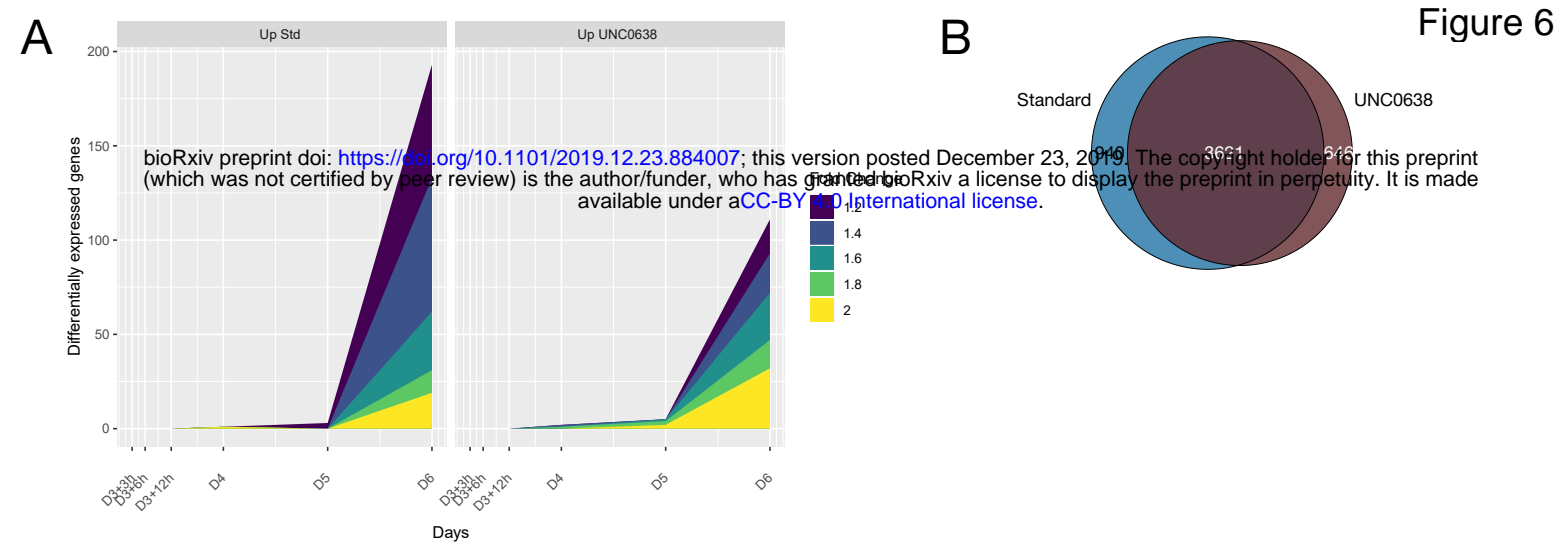 Figure 6
A
B
Up Std
Up UNC0638
200
150
100
50
0
Differentially expressed genes
D3+3h
D3+6h
D3+12h
D4
D5
D6
D3+3h
D3+6h
D3+12h
D4
D5
D6
Days
Fold Change
1.2
1.4
1.6
1.8
2
Standard
UNC0638
940
646
bioRxiv preprint doi: https://doi.org/10.1101/2019.12.23.884007; this version posted December 23, 2019. The copyright holder for this preprint
(which was not certified by peer review) is the author/funder, who has granted bioRxiv a license to display the preprint in perpetuity. It is made
available under aCC-BY 4.0 International license.